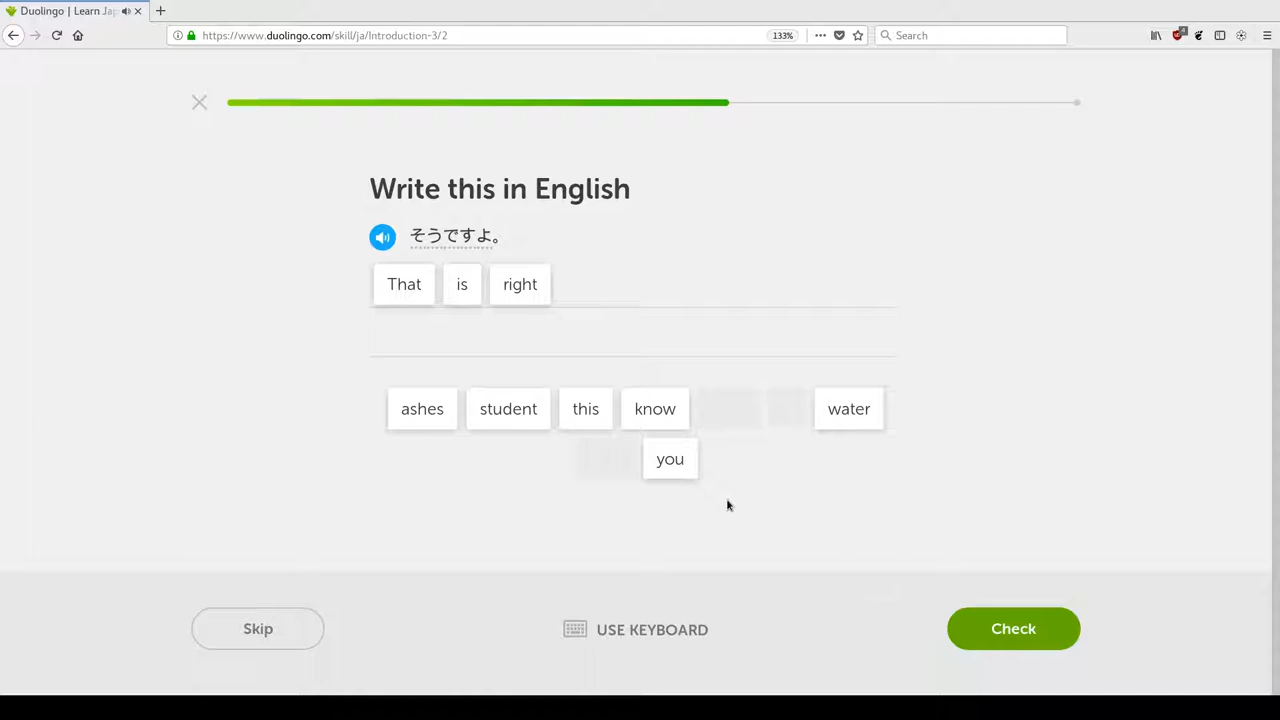 Duolingo | Learn Ja
https://www.duolingo.com/skill/ja/Introduction-3/2
133%
Search
Write this in English
そうですよ。
That is right
ashes student this know water
you
Skip
USE KEYBOARD
Check